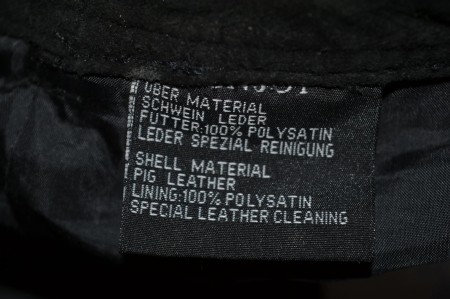 UBER MATERIAL
SCHWEIN LEDER
FUTTER:100% POLYSATIN
LEDER SPEZIAL REINIGUNG
SHELL MATERIAL
PIG LEATHER
LINING:100% POLYSATIN
SPECIAL LEATHER CLEANING